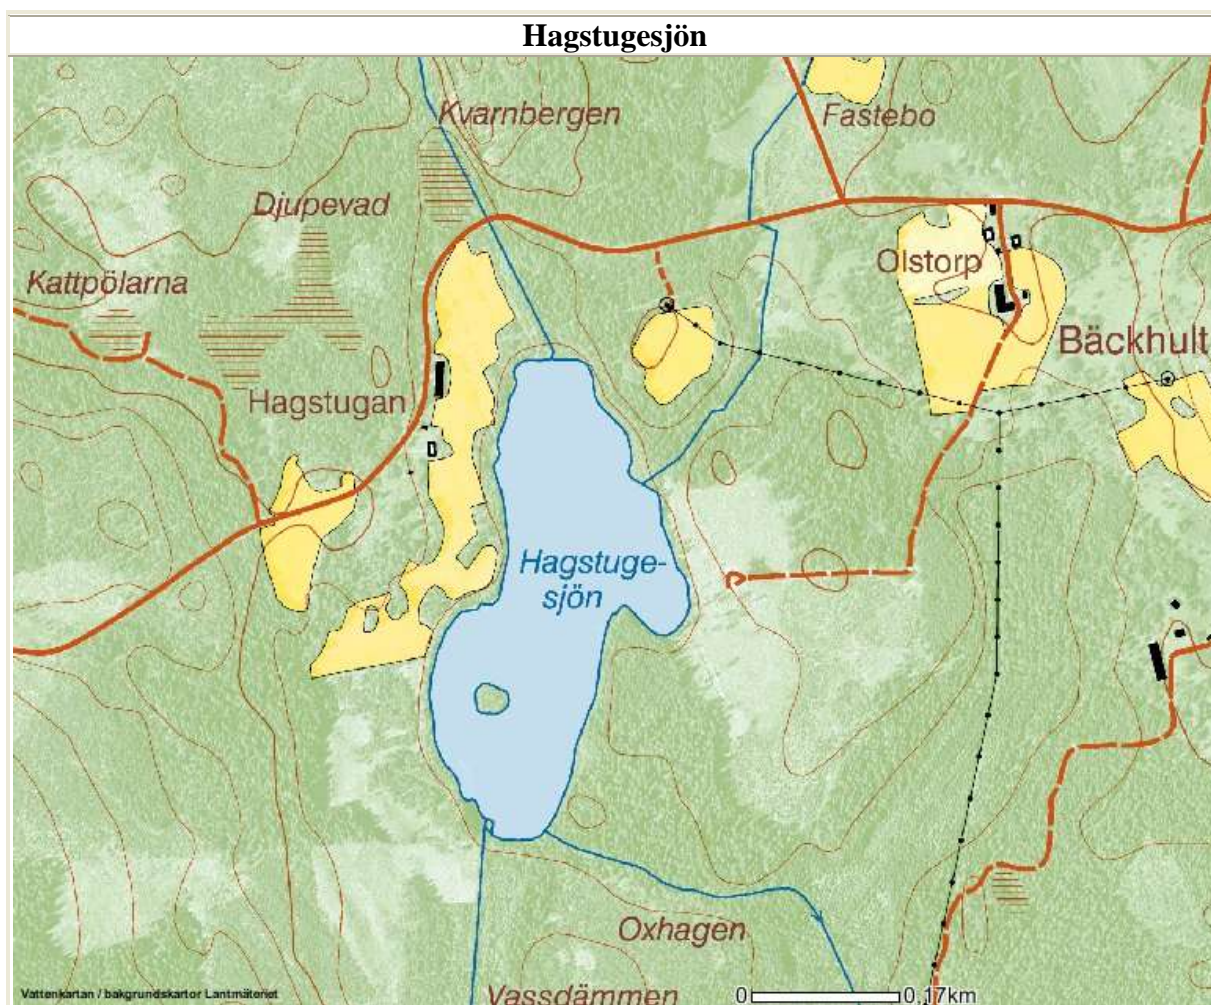 Hagstugesjön
Kvarnbergen
Fastebo
Djupevad
Olstorp
Kattpölarna
Bäckhult
Hagstugan
Hagstuge-
sjön
Oxhagen
Vassdämmen
0 0,17km
Vattenkartan / bakgrundskartor Lantmäteriet